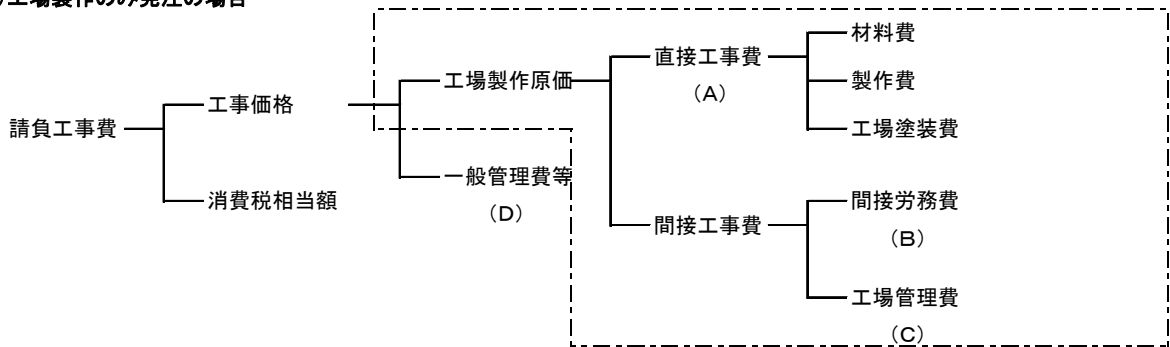 工場製作のみ発注の場合
材料費
直接工事費
(A)
工場製作原価
製作費
工事価格
請負工事費
工場塗装費
一般管理費等
(D)
消費税相当額
間接労務費
(B)
間接工事費
工場管理費
(C)